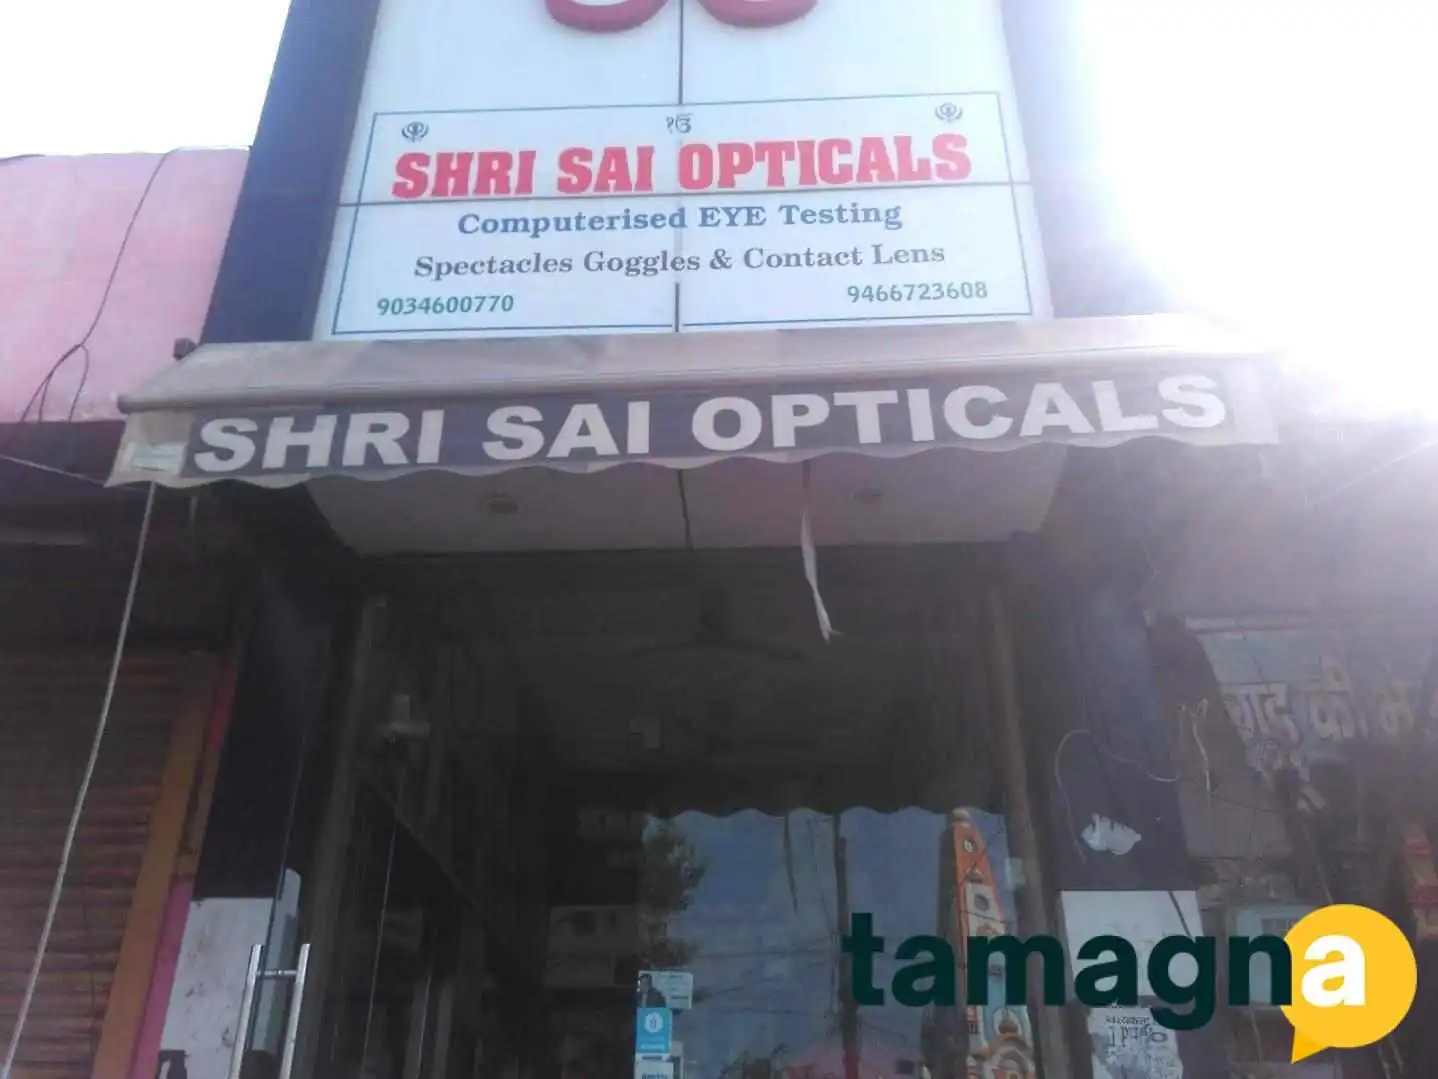 ੴ
SHRI SAI OPTICALS
Computerised EYE Testing
Spectacles Goggles & Contact Lens
9034600770
9466723608
SHRI SAI OPTICALS
की
tamagna